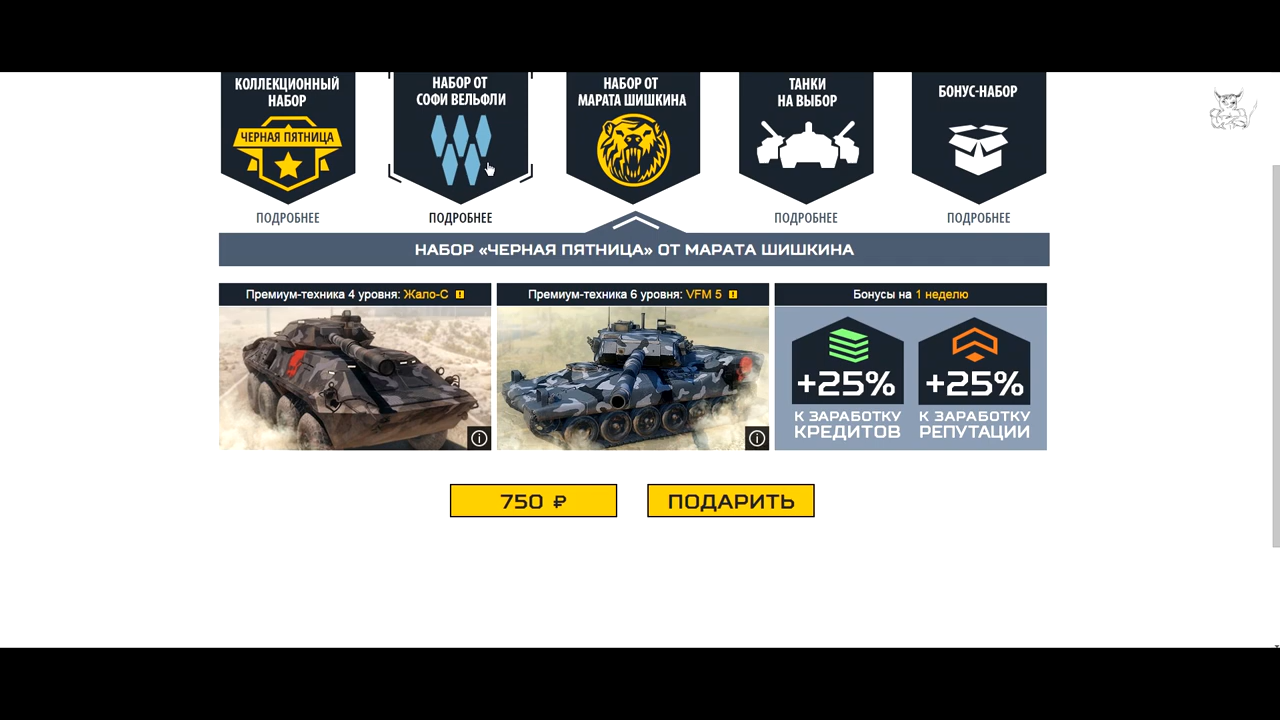 КОЛЛЕКЦИОННЫЙ
НАБОР
ЧЕРНАЯ ПЯТНИЦА
ПОДРОБНЕЕ
НАБОР ОТ
СОФИ ВЕЛЬФЛИ
ПОДРОБНЕЕ
НАБОР ОТ
МАРАТА ШИШКИНА
ТАНКИ
НА ВЫБОР
ПОДРОБНЕЕ
БОНУС-НАБОР
ПОДРОБНЕЕ
НАБОР «ЧЕРНАЯ ПЯТНИЦА» ОТ МАРАТА ШИШКИНА
Премиум-техника 4 уровня: Жало-С
Премиум-техника 6 уровня: VFM 5
Бонусы на 1 неделю
+25%
К ЗАРАБОТКУ
КРЕДИТОВ
+25%
К ЗАРАБОТКУ
РЕПУТАЦИИ
750 ₽
ПОДАРИТЬ